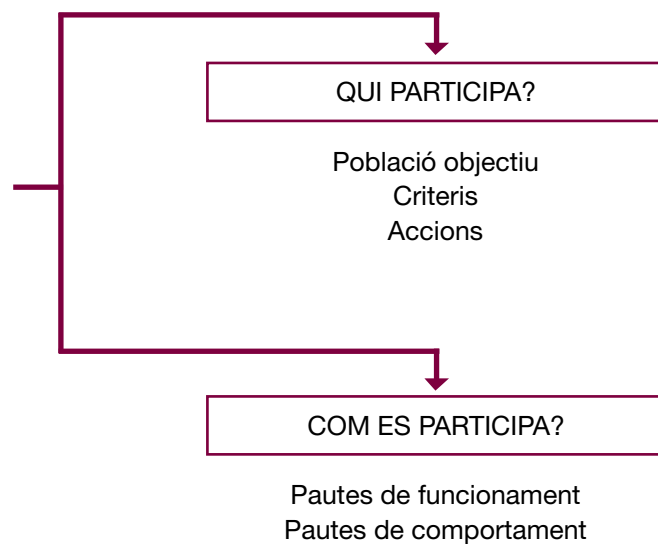 QUI PARTICIPA?
Població objectiu
Criteris
Accions
COM ES PARTICIPA?
Pautes de funcionament
Pautes de comportament